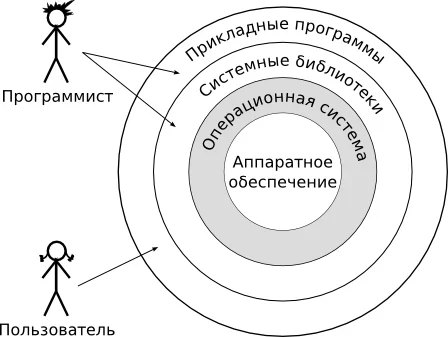 Прикладные программы
Системные библиотеки
Операционная система
Аппаратное
обеспечение
Программист
Пользователь